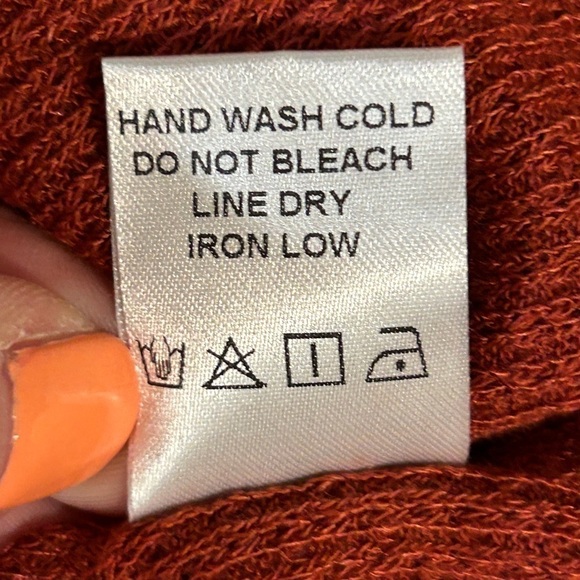 HAND WASH COLD
DO NOT BLEACH
LINE DRY
IRON LOW